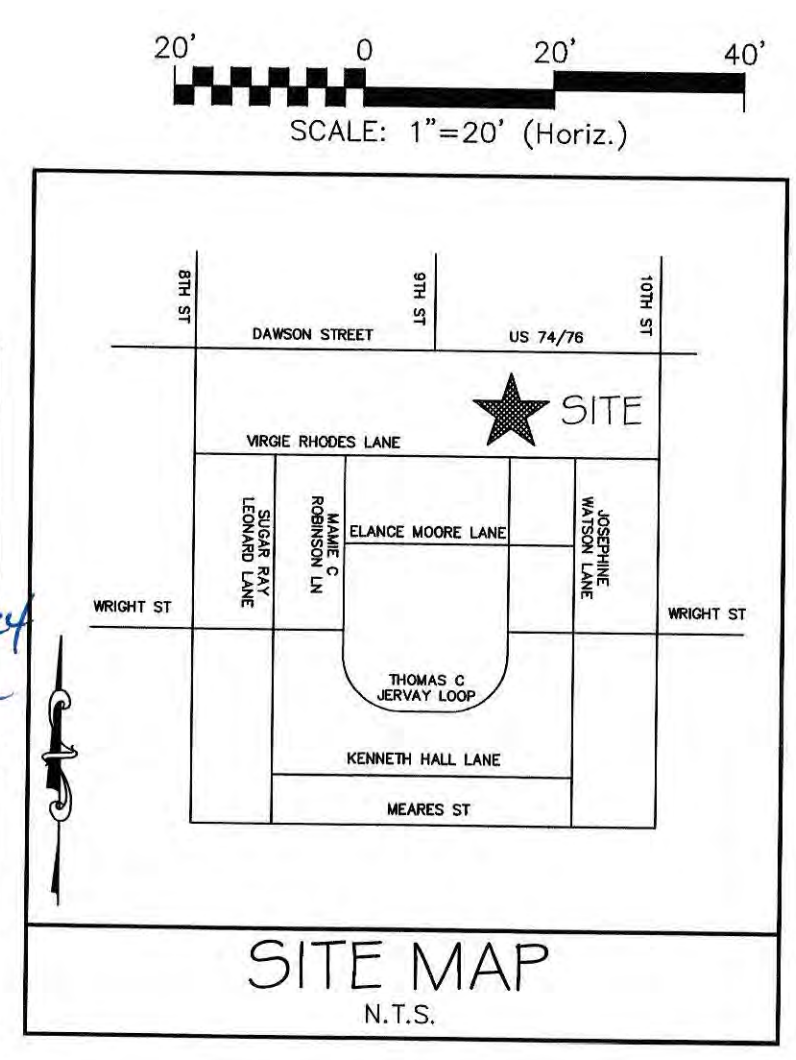 20' 0 20' 40'
SCALE: 1"=20' (Horiz.)
8TH ST
9TH ST
10TH ST
DAWSON STREET
US 74/76
SITE
VIRGIE RHODES LANE
SUGAR RAY
LEONARD LANE
MAMIE C
ROBINSON LN
ELANCE MOORE LANE
JOSEPHINE
WATSON LANE
WRIGHT ST
WRIGHT ST
THOMAS C
JERVAY LOOP
KENNETH HALL LANE
MEARES ST
SITE MAP
N.T.S.